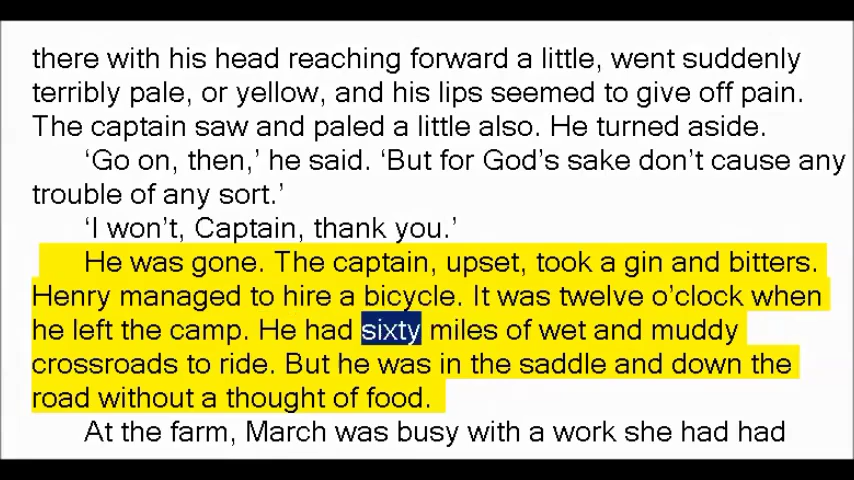 there with his head reaching forward a little, went suddenly
terribly pale, or yellow, and his lips seemed to give off pain.
The captain saw and paled a little also. He turned aside.
‘Go on, then,’ he said. ‘But for God’s sake don’t cause any
trouble of any sort.’
‘I won’t, Captain, thank you.’
He was gone. The captain, upset, took a gin and bitters.
Henry managed to hire a bicycle. It was twelve o’clock when
he left the camp. He had sixty miles of wet and muddy
crossroads to ride. But he was in the saddle and down the
road without a thought of food.
At the farm, March was busy with a work she had had